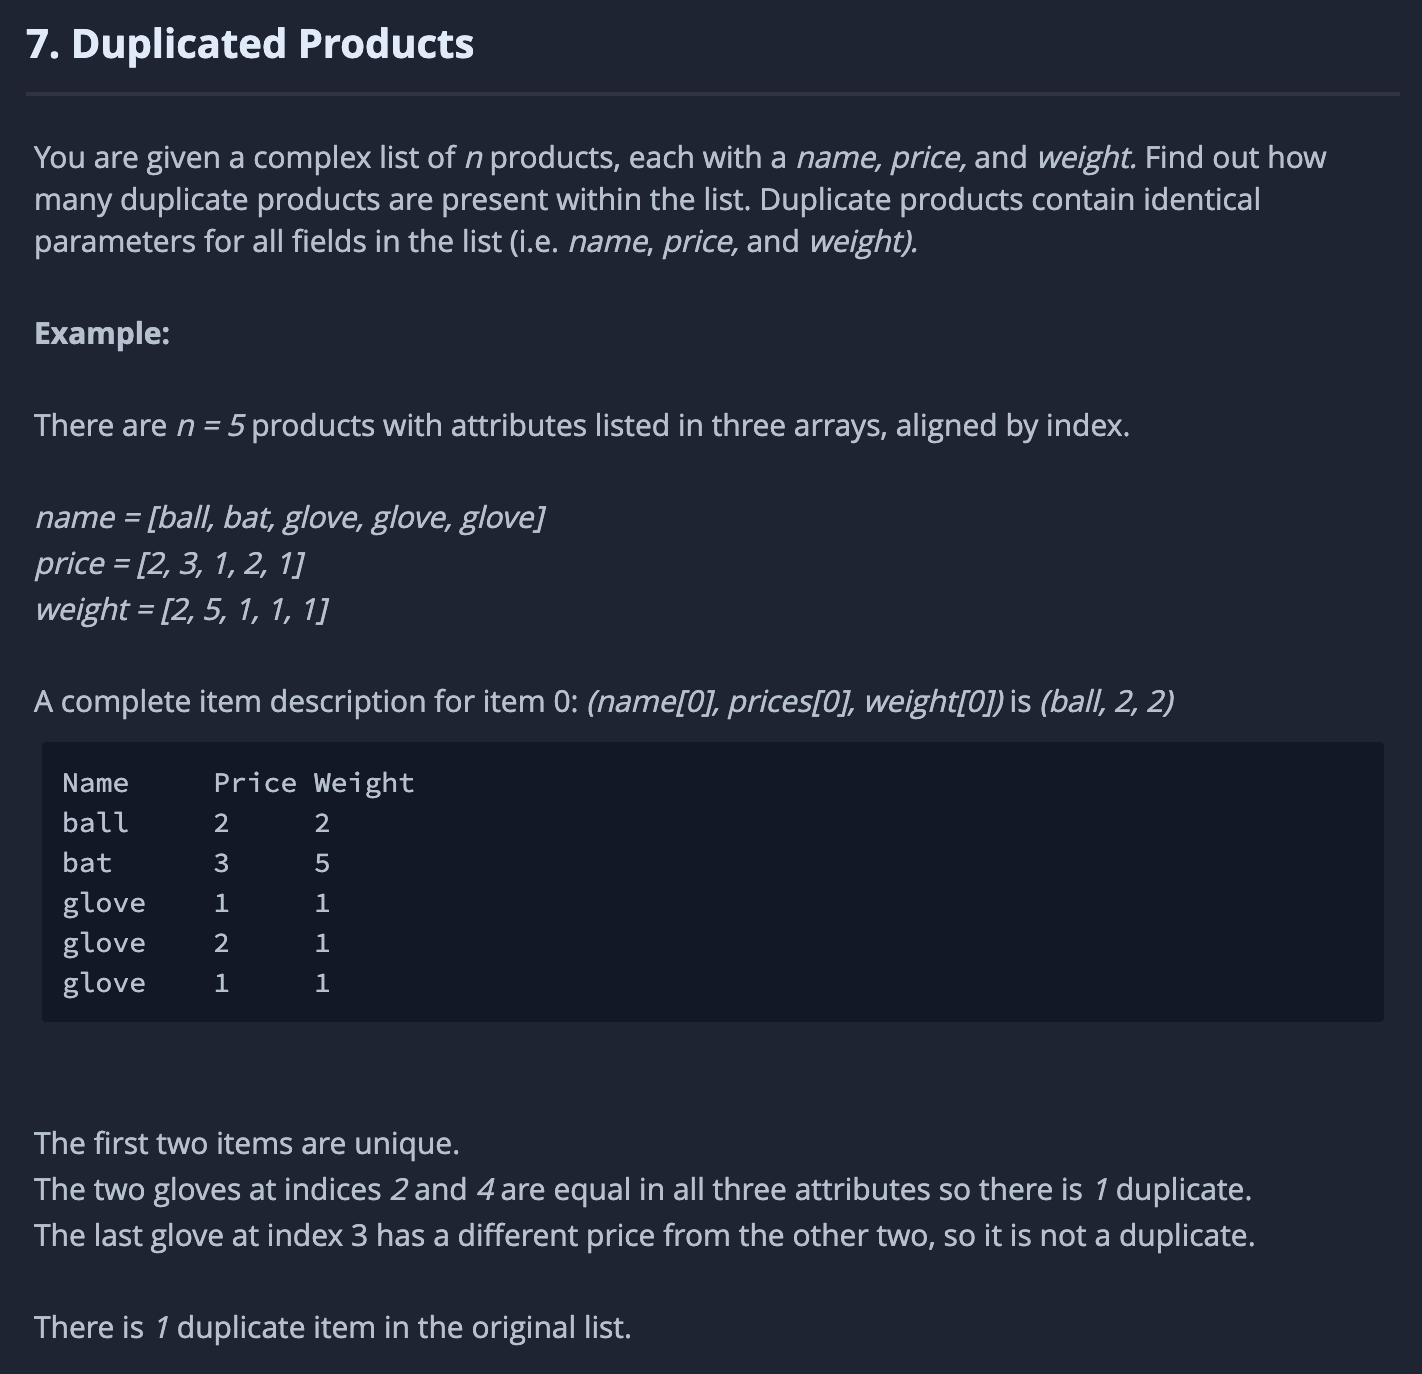 7. Duplicated Products
You are given a complex list of n products, each with a name, price, and weight. Find out how
many duplicate products are present within the list. Duplicate products contain identical
parameters for all fields in the list (i.e. name, price, and weight).
Example:
There are n = 5 products with attributes listed in three arrays, aligned by index.
name = [ball, bat, glove, glove, glove]
price = [2, 3, 1, 2, 1]
weight = [2, 5, 1, 1, 1]
A complete item description for item 0: (name[0], prices[0], weight[0]) is (ball, 2, 2)
Name Price Weight
ball 2 2
bat 3 5
glove 1 1
glove 2 1
glove 1 1
The first two items are unique.
The two gloves at indices 2 and 4 are equal in all three attributes so there is 1 duplicate.
The last glove at index 3 has a different price from the other two, so it is not a duplicate.
There is 1 duplicate item in the original list.